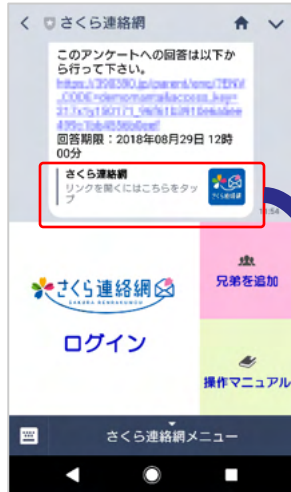 さくら連絡網
このアンケートへの回答は以下か
ら行って下さい。
回答期限：2018年08月29日 12時
00分
さくら連絡網
リンクを開くにはこちらをタッ
プ
さくら連絡網
SAKURA RENRAKUMOU
ログイン
兄弟を追加
操作マニュアル
さくら連絡網メニュー